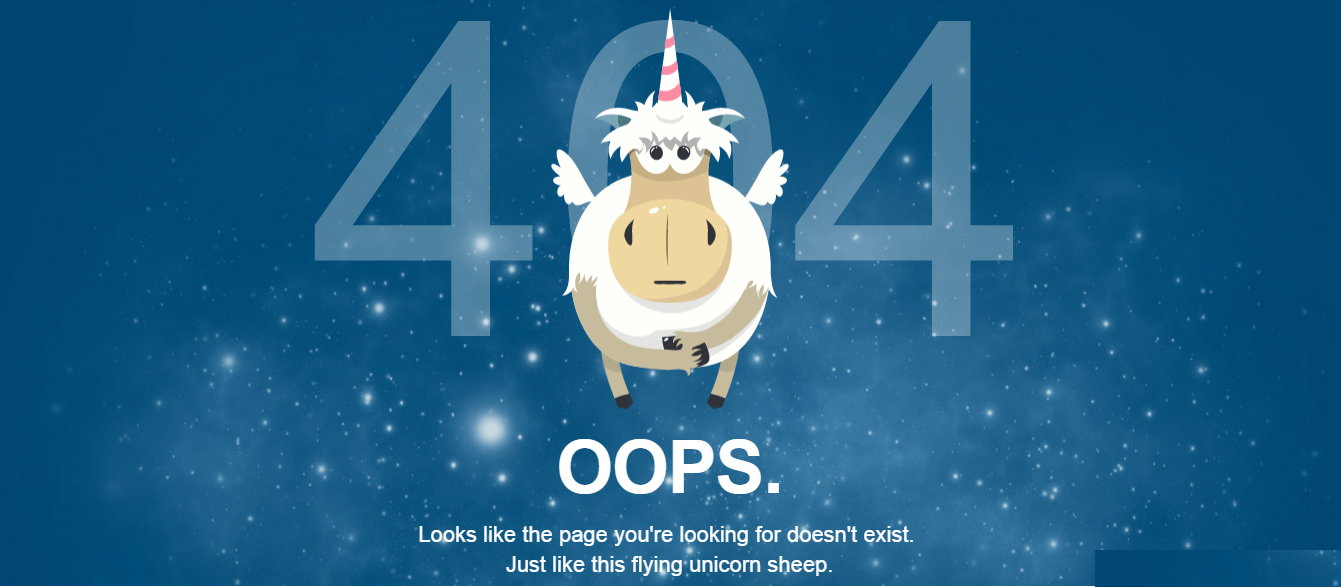 404
OOPS.
Looks like the page you're looking for doesn't exist.
Just like this flying unicorn sheep.